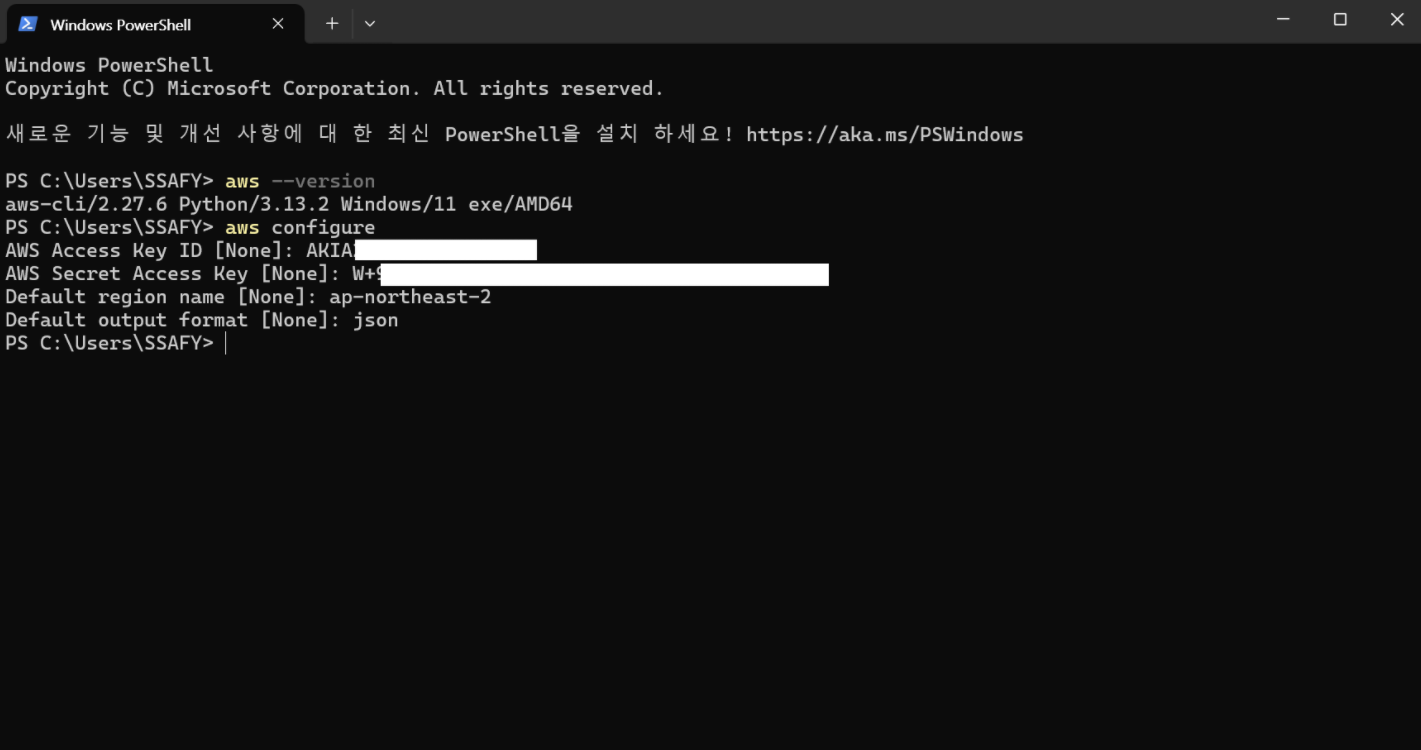 Windows PowerShell
Windows PowerShell
Copyright (C) Microsoft Corporation. All rights reserved.
새로운 기능 및 개선 사항에 대 한 최신 PowerShell을 설치 하세요! https://aka.ms/PSWindows
PS C:\Users\SSAFY> aws --version
aws-cli/2.27.6 Python/3.13.2 Windows/11 exe/AMD64
PS C:\Users\SSAFY> aws configure
AWS Access Key ID [None]: AKIA
AWS Secret Access Key [None]: W+9
Default region name [None]: ap-northeast-2
Default output format [None]: json
PS C:\Users\SSAFY>